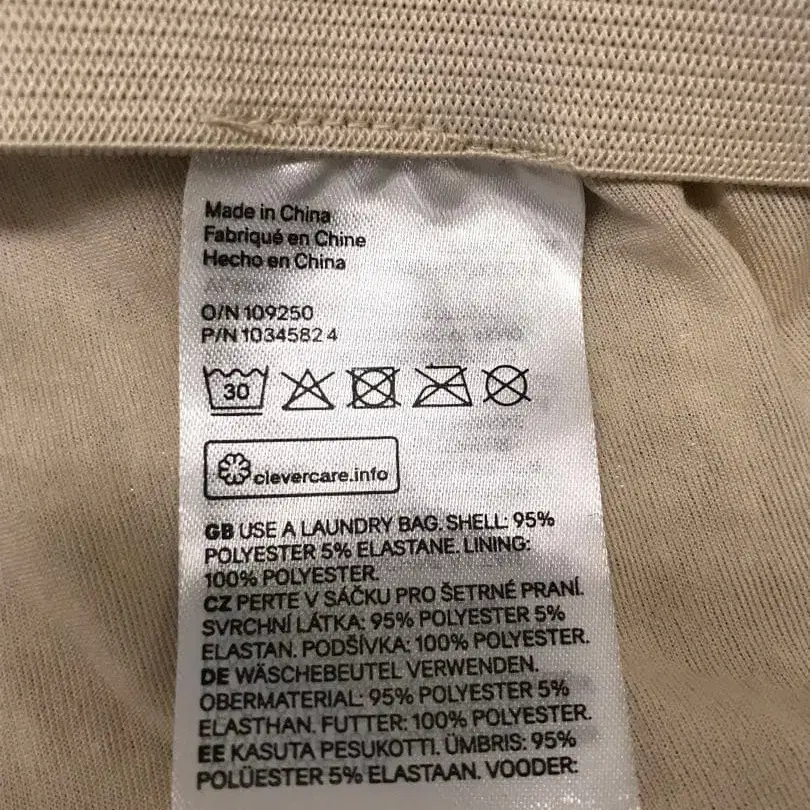 Made in China
Fabriqué en Chine
Hecho en China
O/N 109250
P/N 1034582 4
30
clevercare.info
GB USE A LAUNDRY BAG. SHELL: 95%
POLYESTER 5% ELASTANE. LINING:
100% POLYESTER.
CZ PERTE V SÁČKU PRO ŠETRNÉ PRANÍ.
SVRCHNÍ LÁTKA: 95% POLYESTER 5%
ELASTAN. PODŠÍVKA: 100% POLYESTER.
DE WÄSCHEBEUTEL VERWENDEN.
OBERMATERIAL: 95% POLYESTER 5%
ELASTHAN. FUTTER: 100% POLYESTER.
EE KASUTA PESUKOTTI. ÜMBRIS: 95%
POLÜESTER 5% ELASTAAN. VOODER: